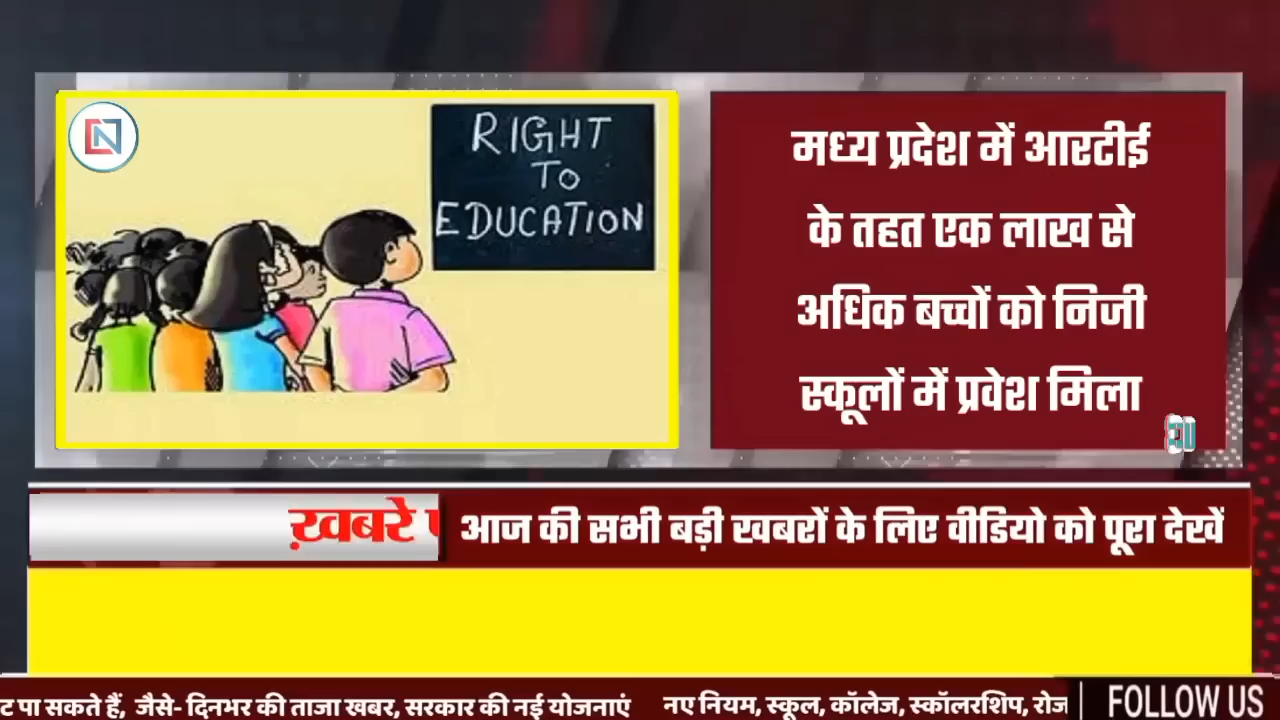 RIGHT
TO
EDUCATION
मध्य प्रदेश में आरटीई
के तहत एक लाख से
अधिक बच्चों को निजी
स्कूलों में प्रवेश मिला
ख़बरे
आज की सभी बड़ी खबरों के लिए वीडियो को पूरा देखें
पा सकते हैं, जैसे- दिनभर की ताजा खबर, सरकार की नई योजनाएं नए नियम, स्कूल, कॉलेज, स्कॉलरशिप, FOLLOW US